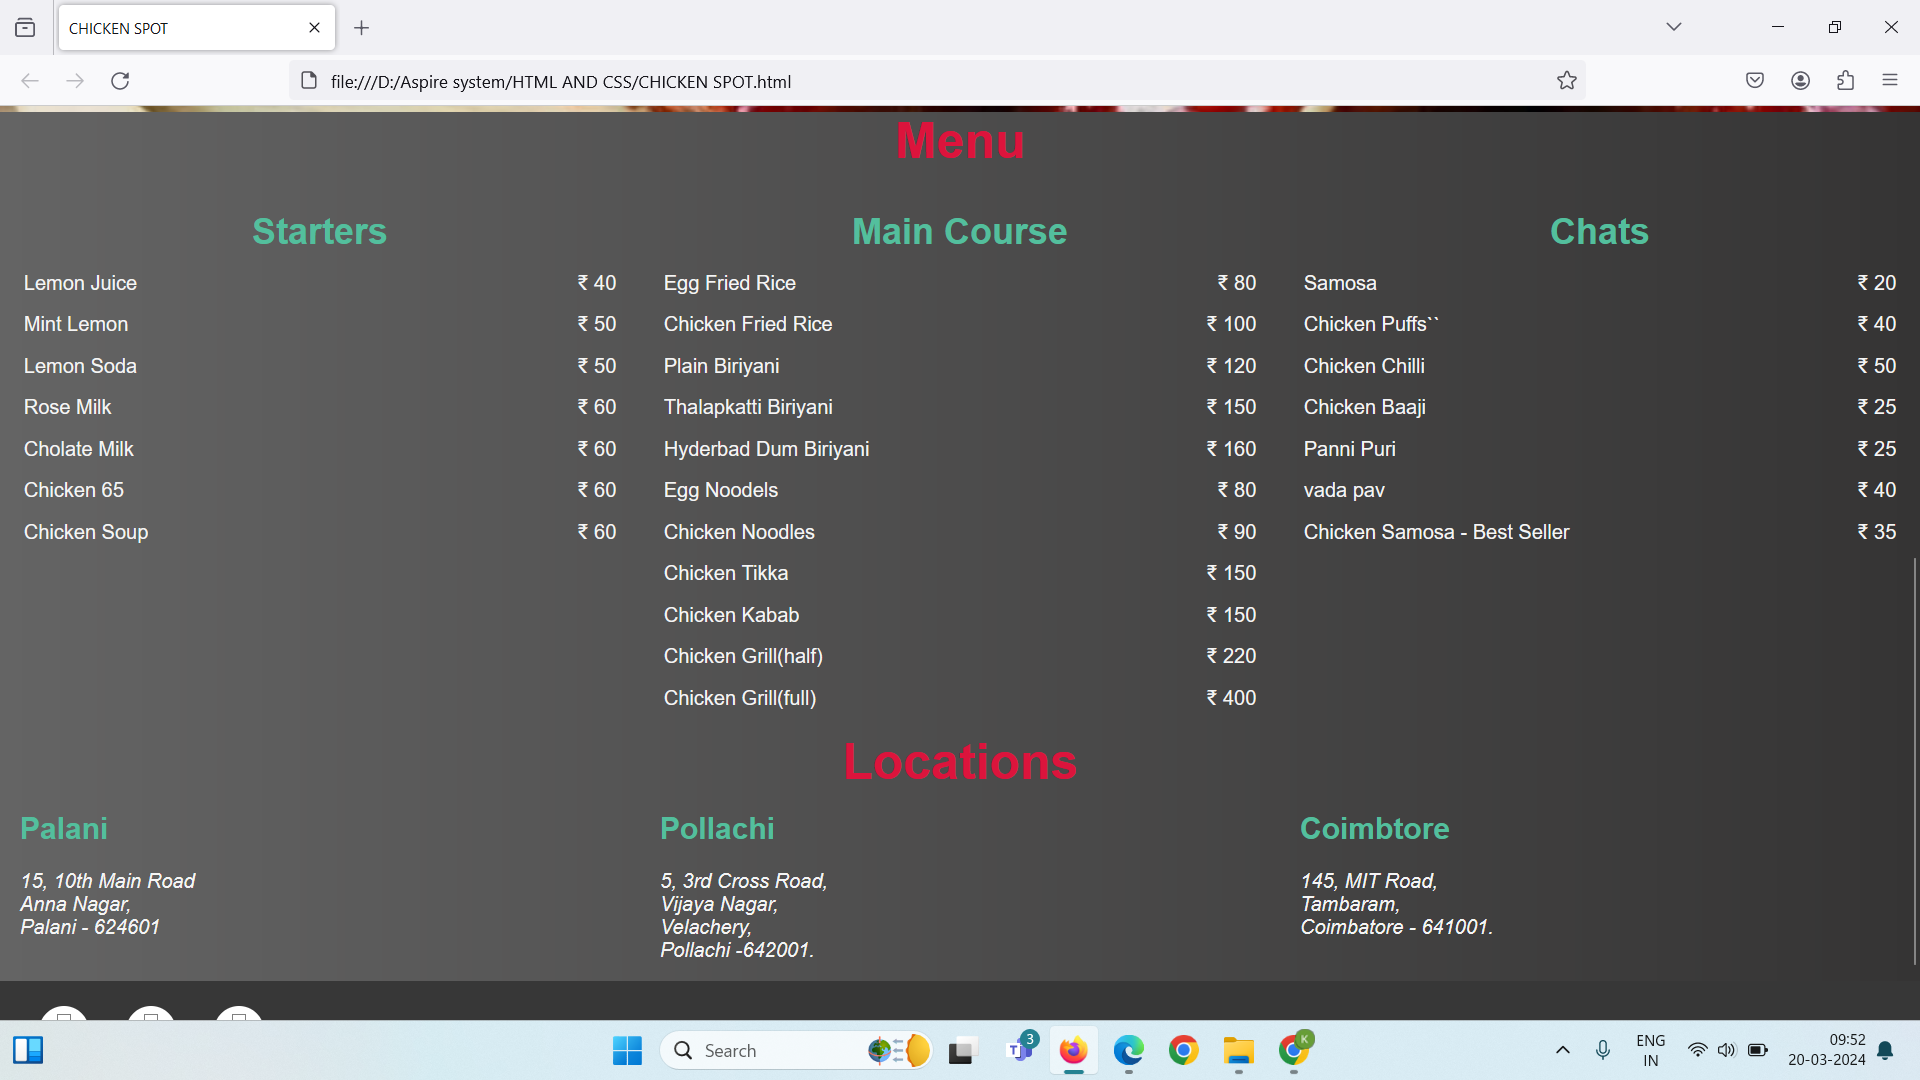 CHICKEN SPOT
file:///D:/Aspire system/HTML AND CSS/CHICKEN SPOT.html
Menu
Starters
Lemon Juice ₹ 40
Mint Lemon ₹ 50
Lemon Soda ₹ 50
Rose Milk ₹ 60
Cholate Milk ₹ 60
Chicken 65 ₹ 60
Chicken Soup ₹ 60
Main Course
Egg Fried Rice ₹ 80
Chicken Fried Rice ₹ 100
Plain Biriyani ₹ 120
Thalapkatti Biriyani ₹ 150
Hyderbad Dum Biriyani ₹ 160
Egg Noodels ₹ 80
Chicken Noodles ₹ 90
Chicken Tikka ₹ 150
Chicken Kabab ₹ 150
Chicken Grill(half) ₹ 220
Chicken Grill(full) ₹ 400
Chats
Samosa ₹ 20
Chicken Puffs`` ₹ 40
Chicken Chilli ₹ 50
Chicken Baaji ₹ 25
Panni Puri ₹ 25
vada pav ₹ 40
Chicken Samosa - Best Seller ₹ 35
Locations
Palani
15, 10th Main Road
Anna Nagar,
Palani - 624601
Pollachi
5, 3rd Cross Road,
Vijaya Nagar,
Velachery,
Pollachi -642001.
Coimbtore
145, MIT Road,
Tambaram,
Coimbatore - 641001.
Search
3
K
ENG
IN
09:52
20-03-2024